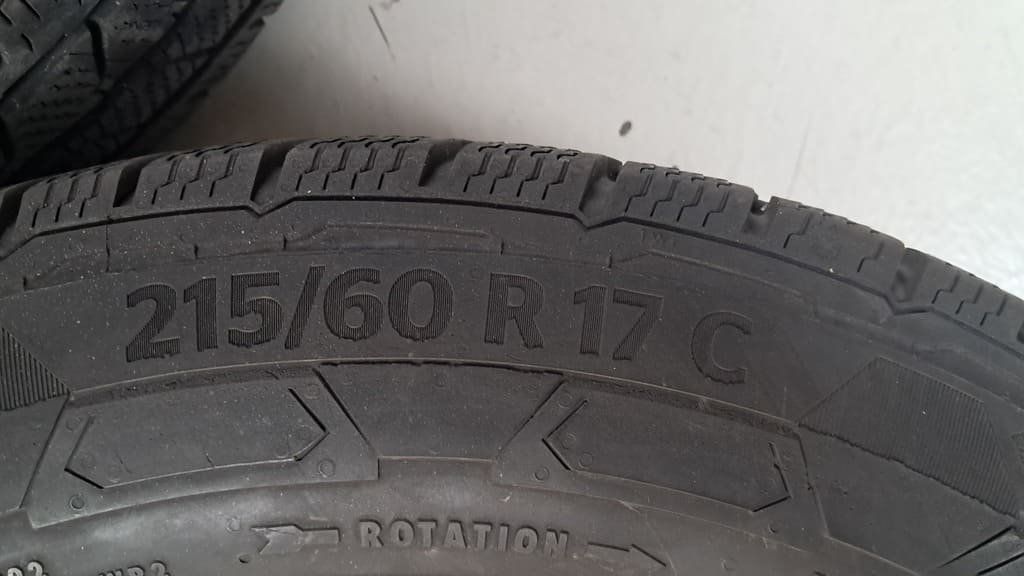 215/60 R 17 C
ROTATION